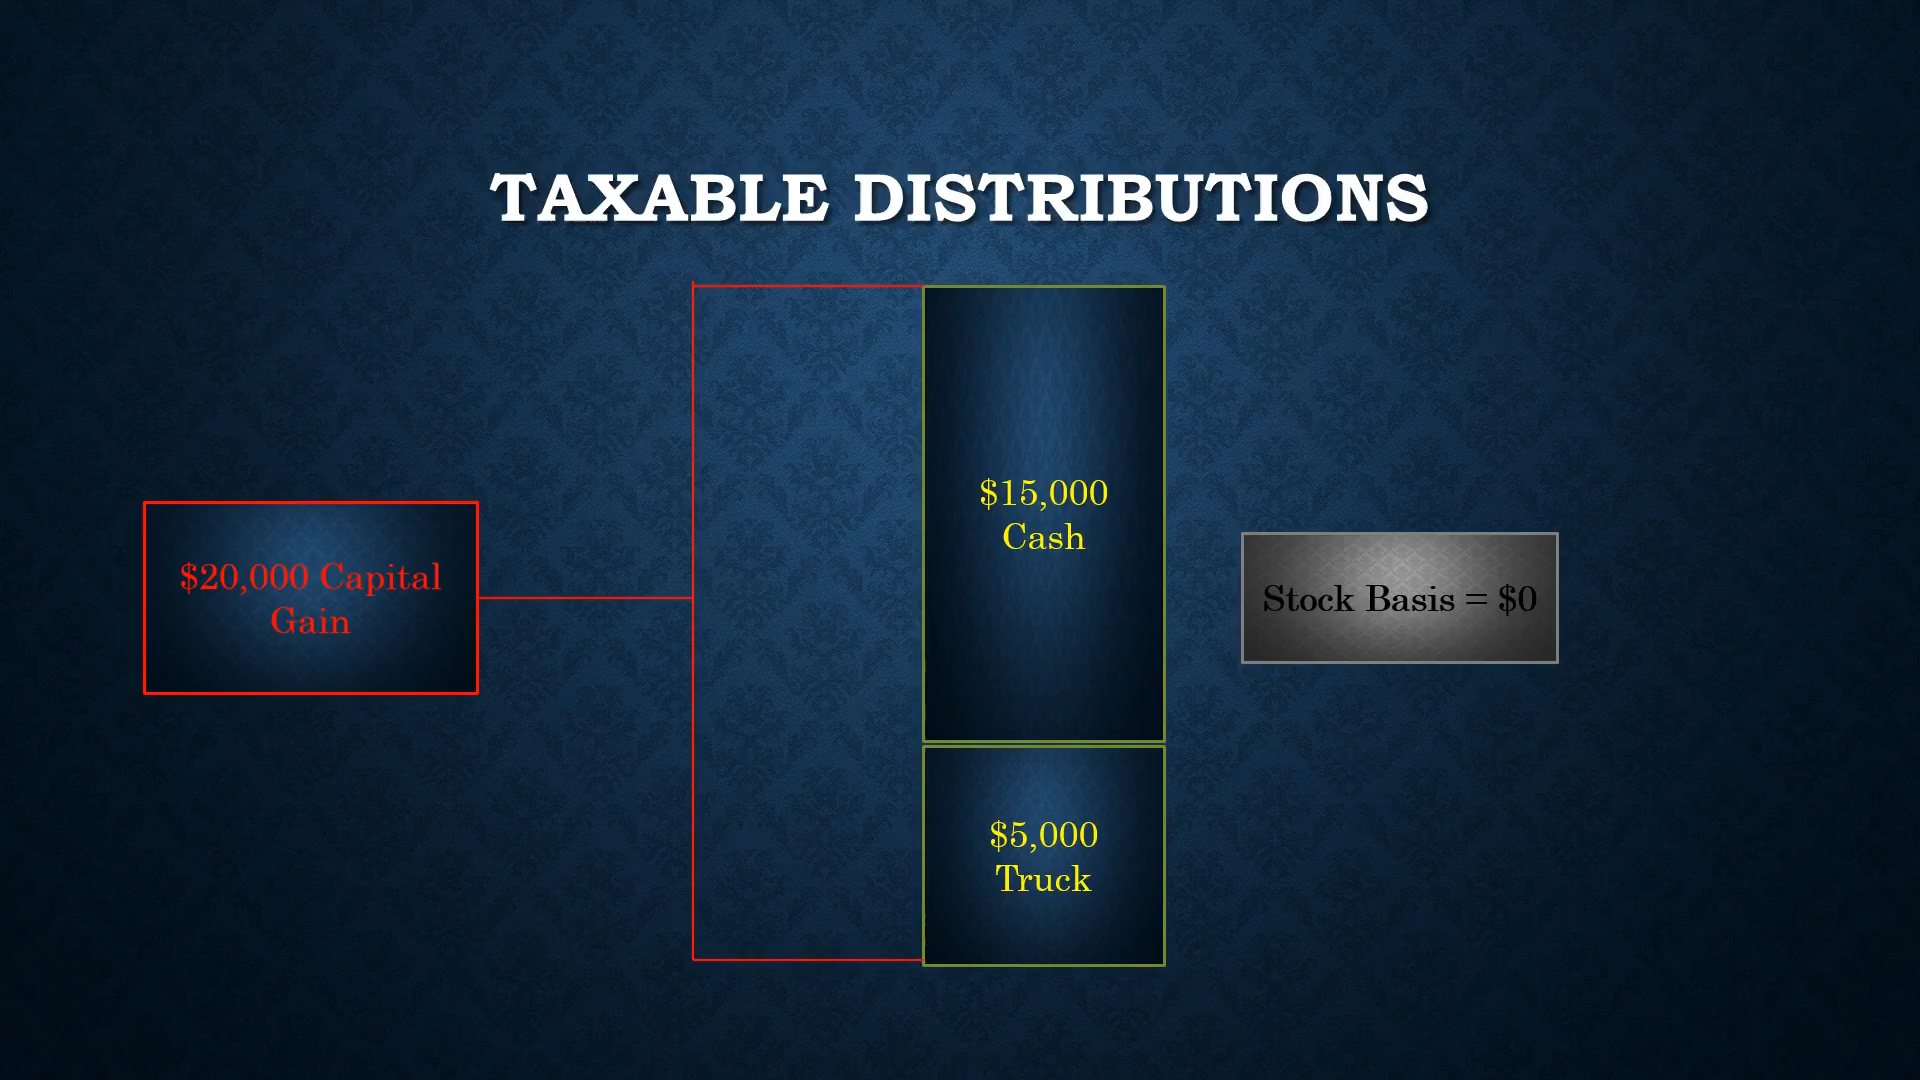 TAXABLE DISTRIBUTIONS
$15,000
Cash
$20,000 Capital
Gain
Stock Basis = $0
$5,000
Truck